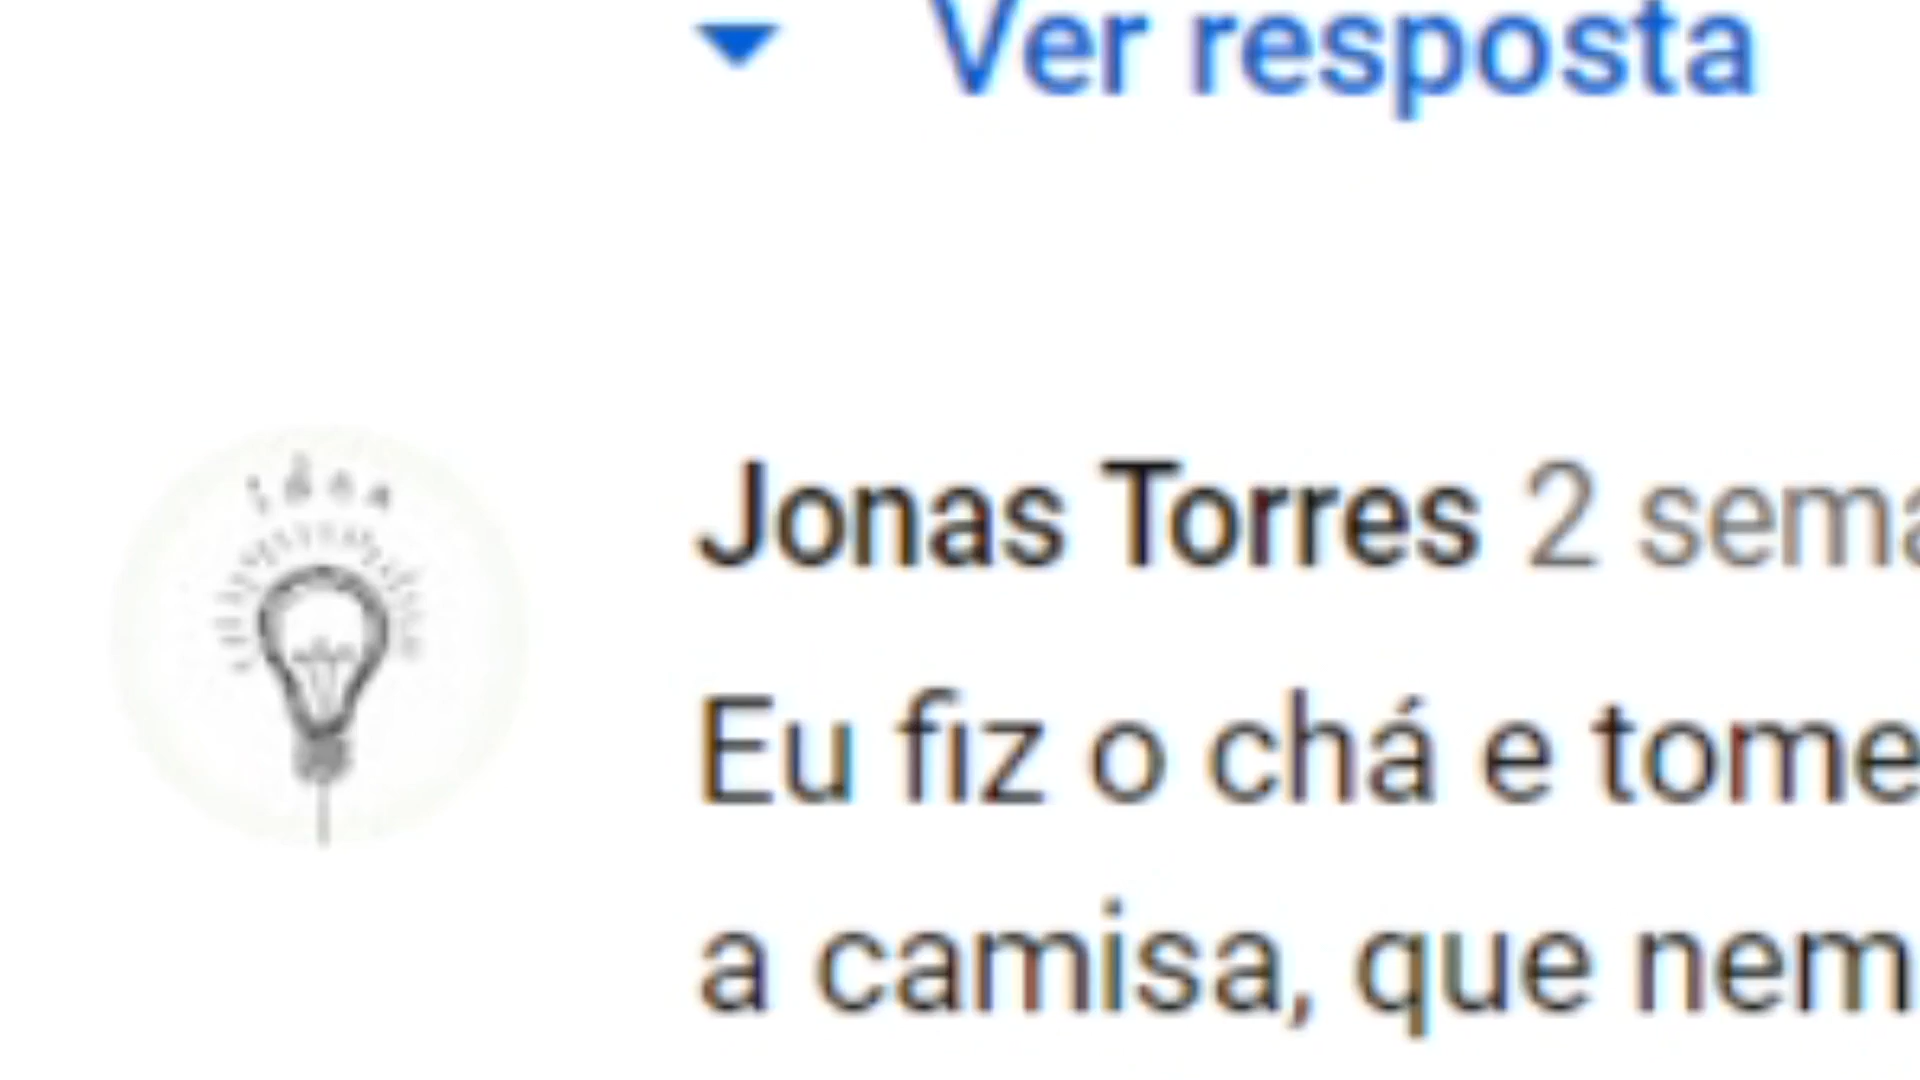 Ver resposta
Jonas Torres 2 sema
Eu fiz o chá e tome
a camisa, que nem